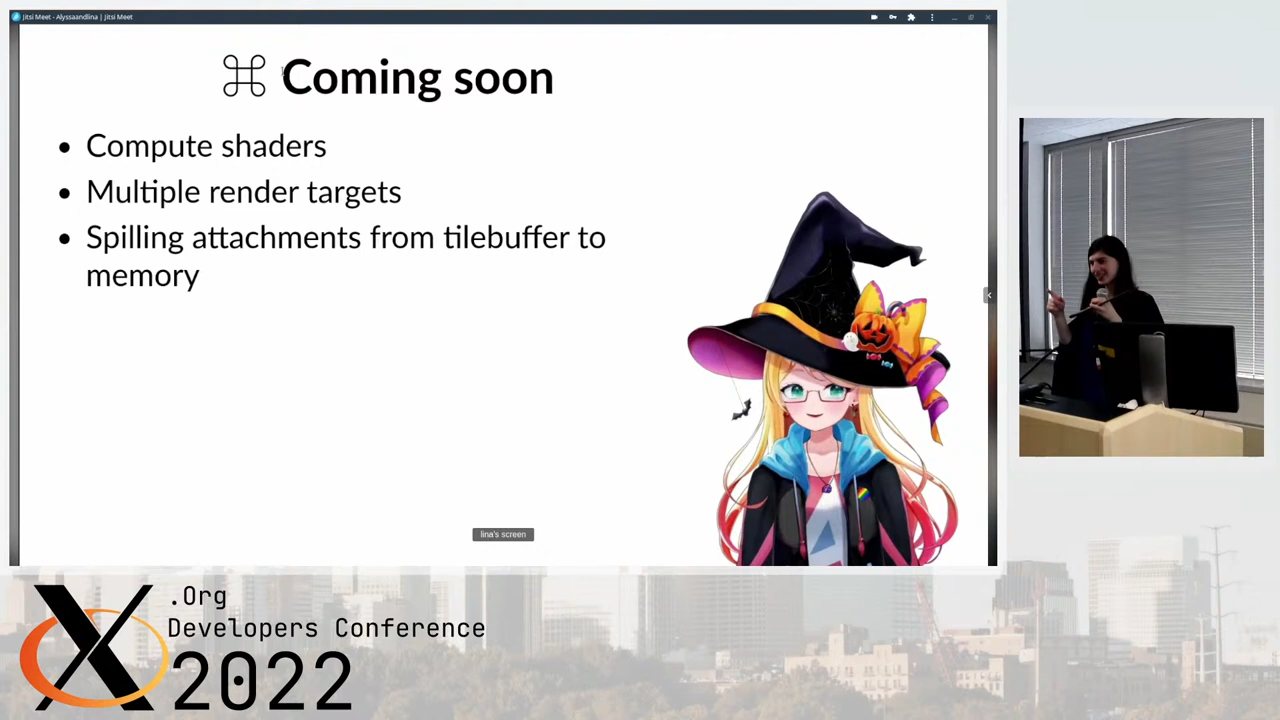 Jitsi Meet - Alyssaandlina | Jitsi Meet
⌘ Coming soon
• Compute shaders
• Multiple render targets
• Spilling attachments from tilebuffer to
memory
lina's screen
X .Org
Developers Conference
2022